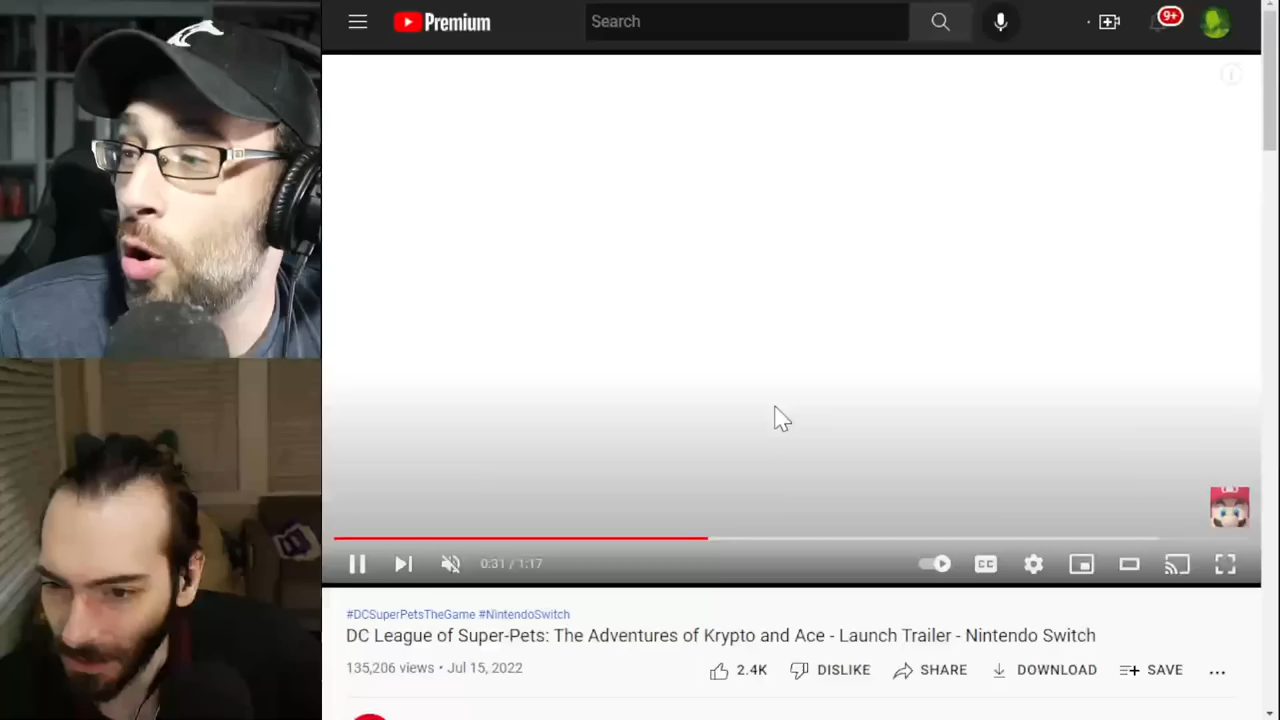 Premium
Search
9+
0:31 / 1:17
CC
#DCSuperPetsTheGame #NintendoSwitch
DC League of Super-Pets: The Adventures of Krypto and Ace - Launch Trailer - Nintendo Switch
135,206 views • Jul 15, 2022
2.4K
DISLIKE
SHARE
DOWNLOAD
SAVE